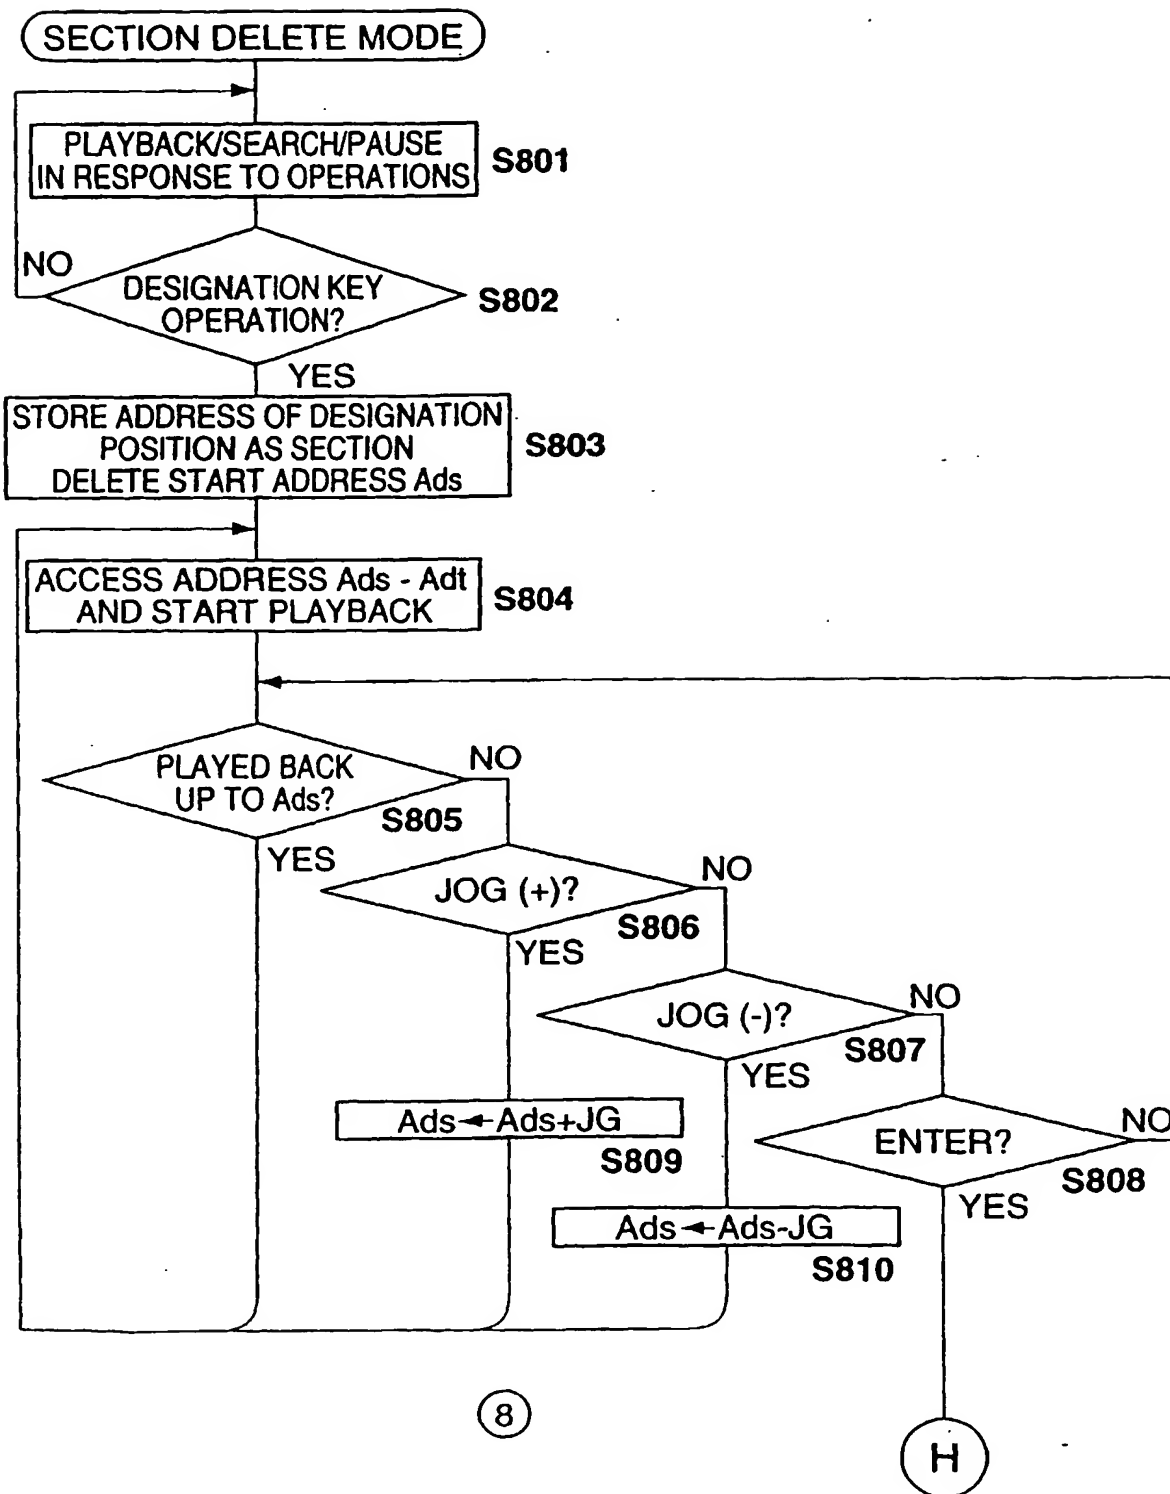 SECTION DELETE MODE
PLAYBACK/SEARCH/PAUSE
IN RESPONSE TO OPERATIONS
S801
NO
DESIGNATION KEY
OPERATION?
S802
YES
STORE ADDRESS OF DESIGNATION
POSITION AS SECTION
DELETE START ADDRESS Ads
S803
ACCESS ADDRESS Ads - Adt
AND START PLAYBACK
S804
PLAYED BACK
UP TO Ads?
NO
S805
YES
JOG (+)?
NO
S806
YES
JOG (-)?
NO
S807
YES
Ads←Ads+JG
S809
ENTER?
NO
S808
YES
Ads←Ads-JG
S810
8
H